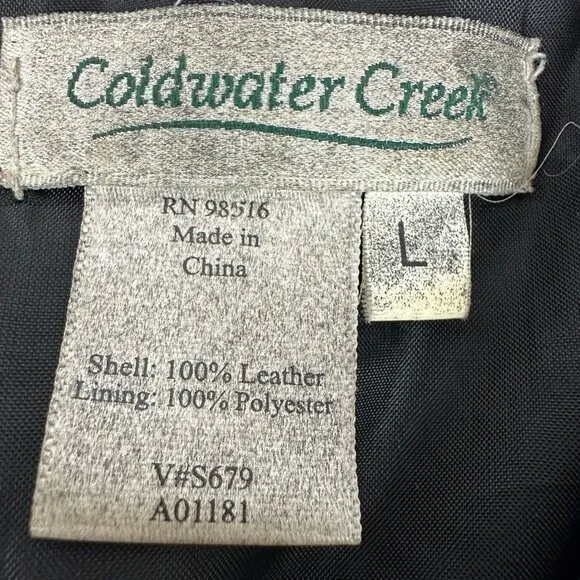 Coldwater Creek
RN 98516
Made in
China
L
Shell: 100% Leather
Lining: 100% Polyester
V#S679
A01181